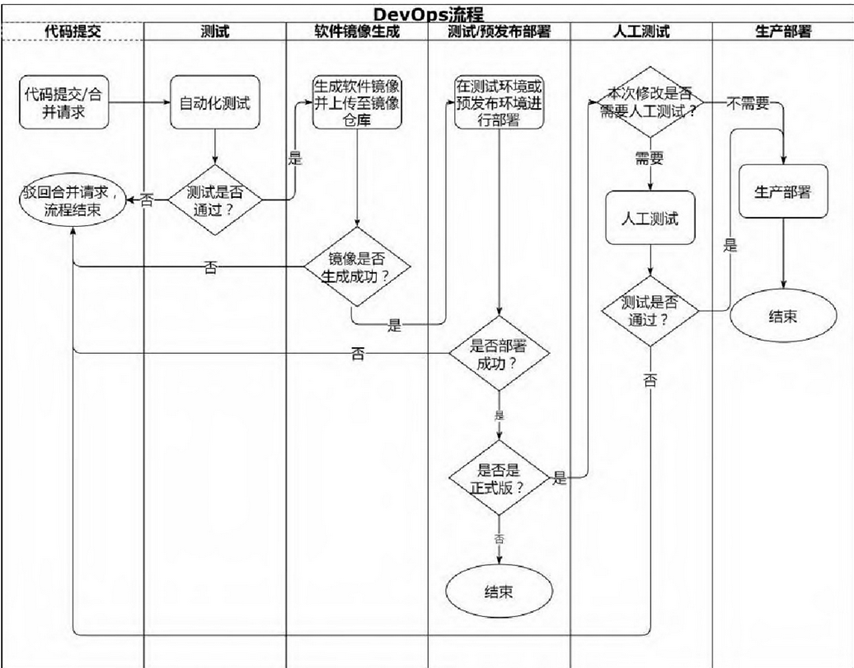 DevOps流程
代码提交
测试
软件镜像生成
测试/预发布部署
人工测试
生产部署
代码提交/合
并请求
自动化测试
生成软件镜像
并上传至镜像
仓库
在测试环境或
预发布环境进
行部署
本次修改是否
需要人工测试？
不需要
是
需要
驳回合并请求，
流程结束
否
测试是否
通过？
生产部署
人工测试
是
镜像是否
生成成功？
否
测试是否
通过？
结束
是
是否部署
成功？
否
否
是
是否是
正式版？
是
否
结束